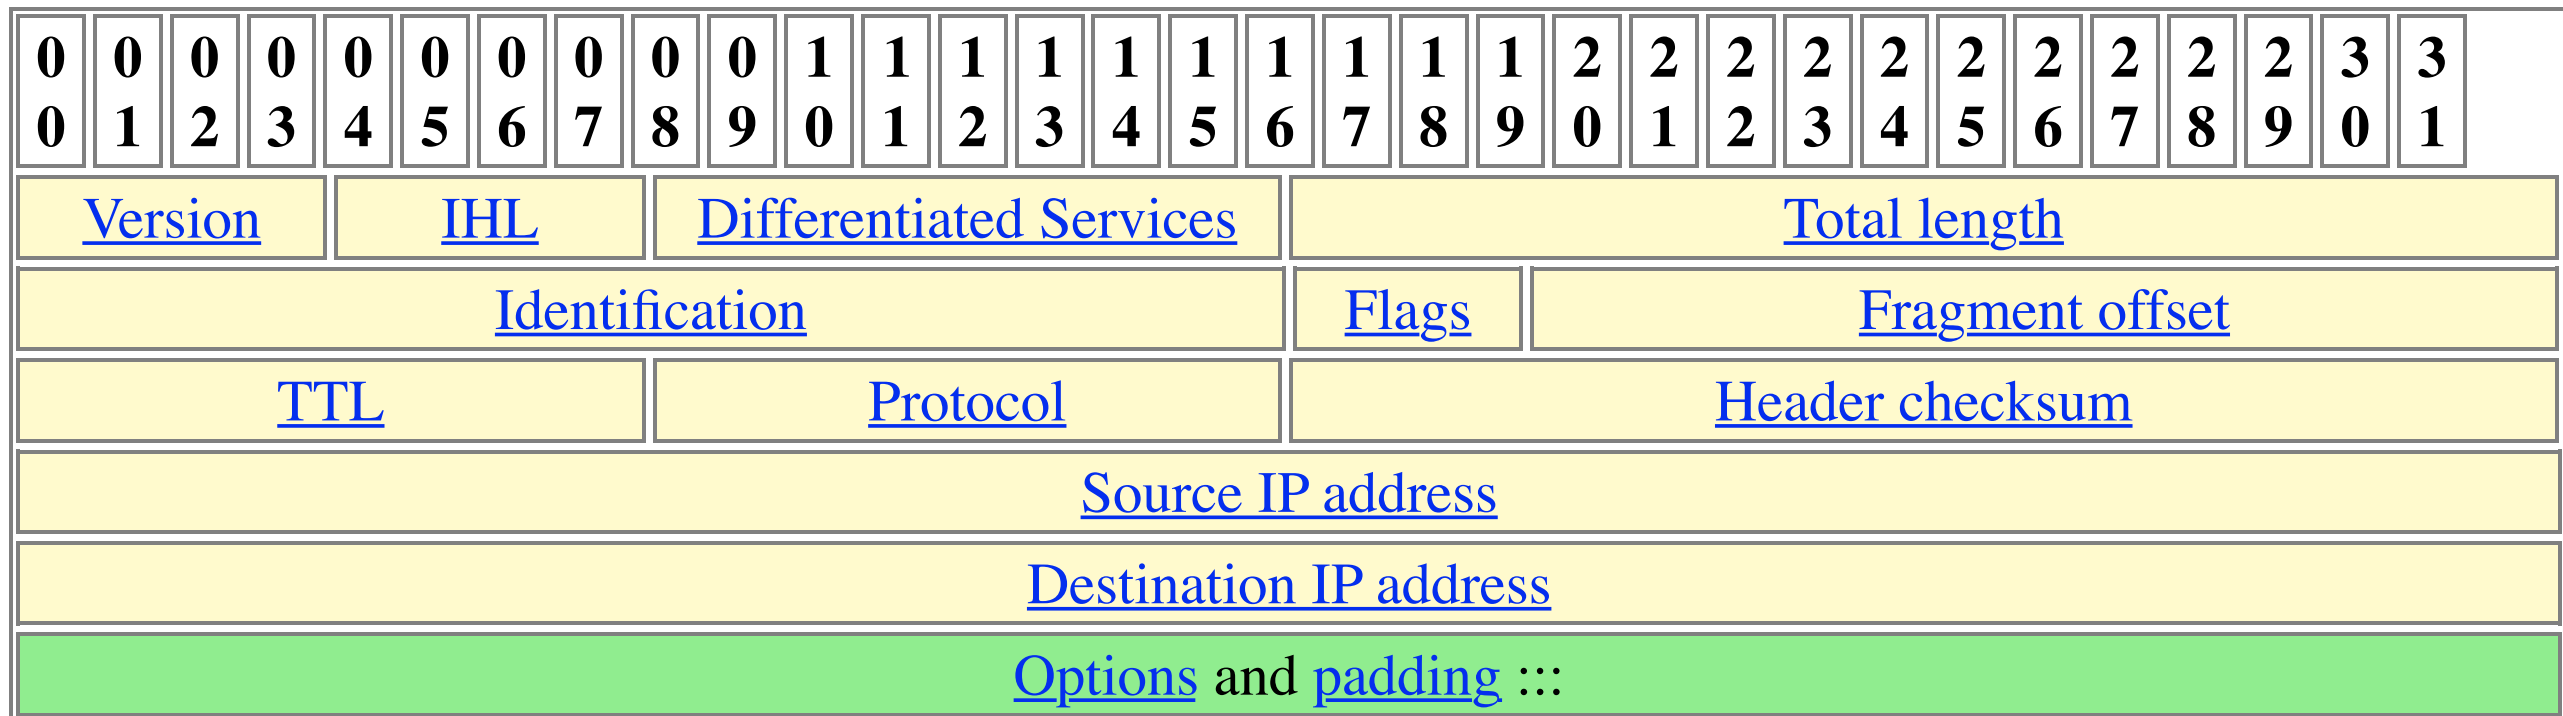 0 0 0 0 0 0 0 0 0 0 1 1 1 1 1 1 1 1 1 1 2 2 2 2 2 2 2 2 2 2 3 3
0 1 2 3 4 5 6 7 8 9 0 1 2 3 4 5 6 7 8 9 0 1 2 3 4 5 6 7 8 9 0 1
Version IHL Differentiated Services Total length
Identification Flags Fragment offset
TTL Protocol Header checksum
Source IP address
Destination IP address
Options and padding :::